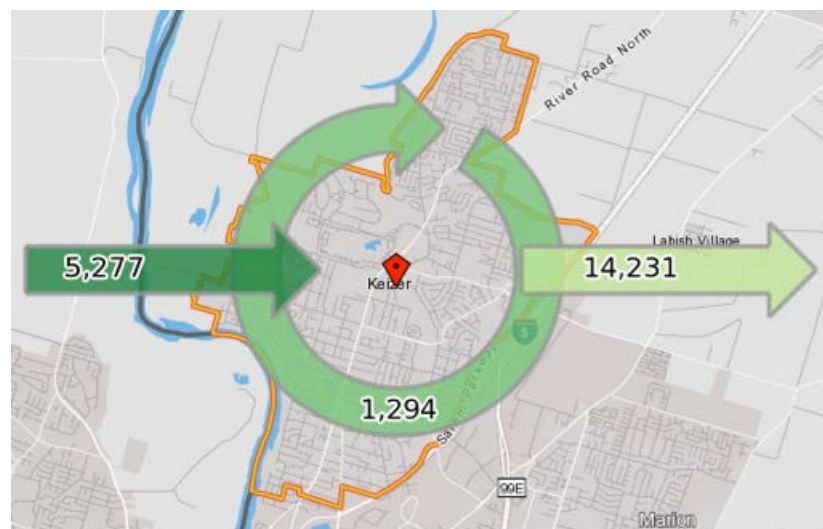 River Road North
Labish Village
5,277
14,231
Keizer
5
1,294
99E
Marion